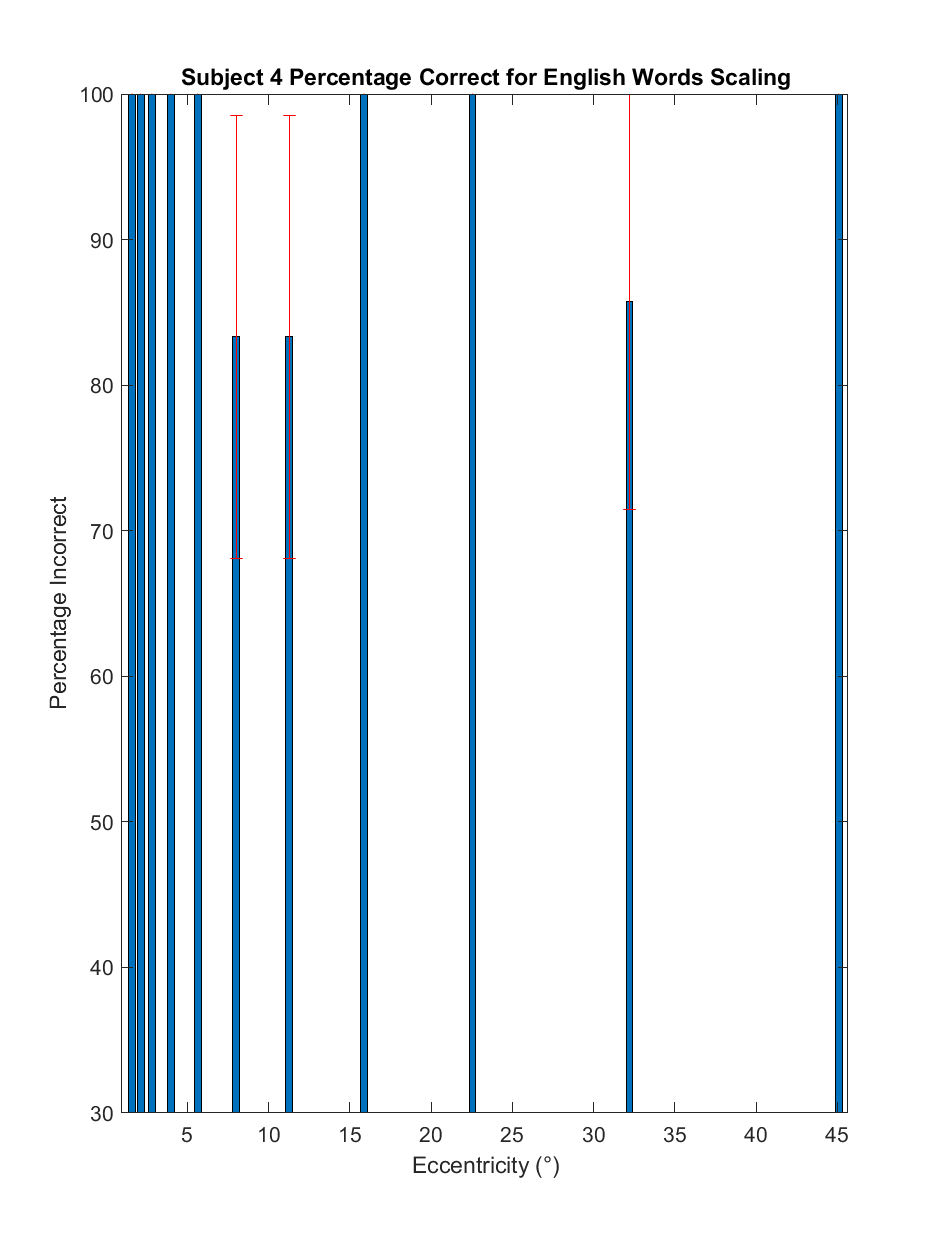 Subject 4 Percentage Correct for English Words Scaling
100
90
80
70
60
50
40
30
Percentage Incorrect
5 10 15 20 25 30 35 40 45
Eccentricity (°)